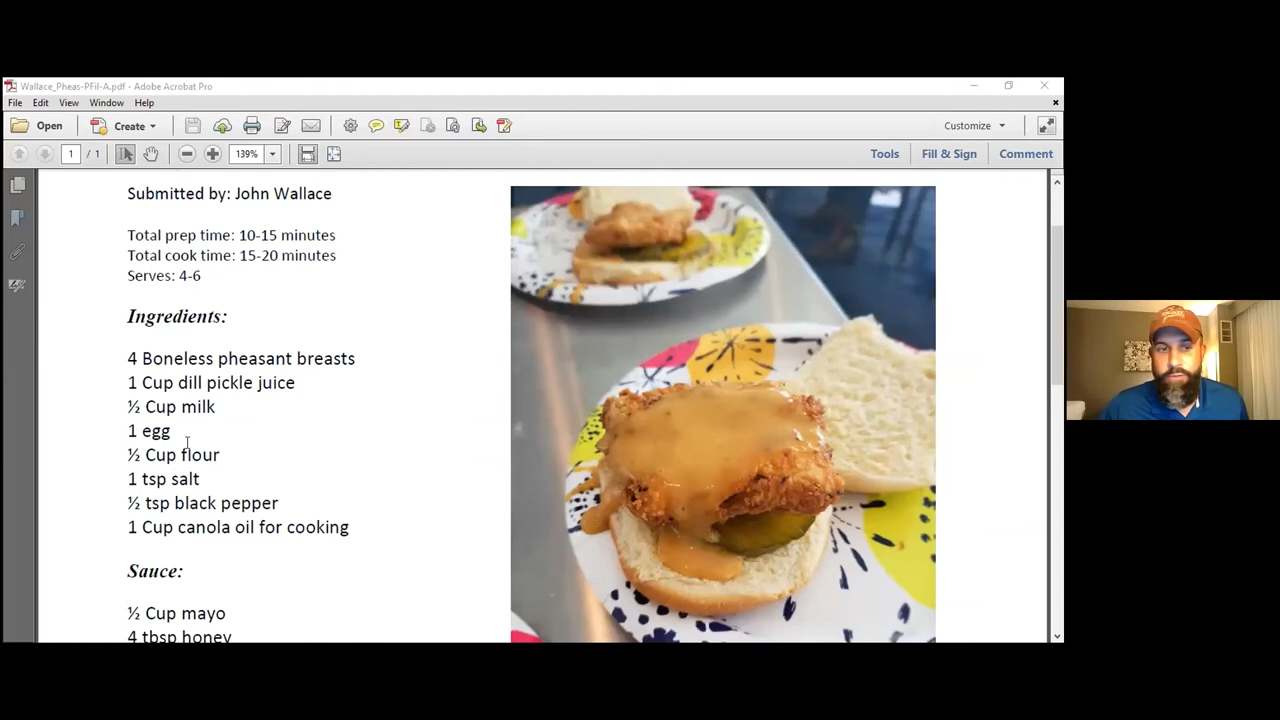 Wallace_Pheas-PFil-A.pdf - Adobe Acrobat Pro
File Edit View Window Help
Open Create Customize
1 / 1 139% Tools Fill & Sign Comment
Submitted by: John Wallace
Total prep time: 10-15 minutes
Total cook time: 15-20 minutes
Serves: 4-6
Ingredients:
4 Boneless pheasant breasts
1 Cup dill pickle juice
½ Cup milk
1 egg
½ Cup flour
1 tsp salt
½ tsp black pepper
1 Cup canola oil for cooking
Sauce:
½ Cup mayo
4 tbsp honey